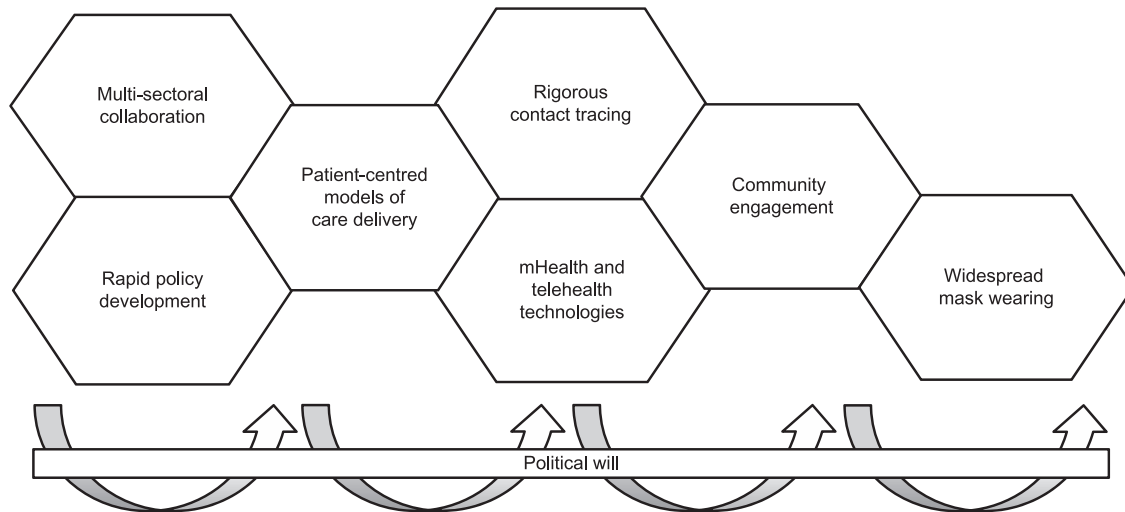 Multi-sectoral
collaboration
Rapid policy
development
Patient-centred
models of
care delivery
Rigorous
contact tracing
mHealth and
telehealth
technologies
Community
engagement
Widespread
mask wearing
Political will